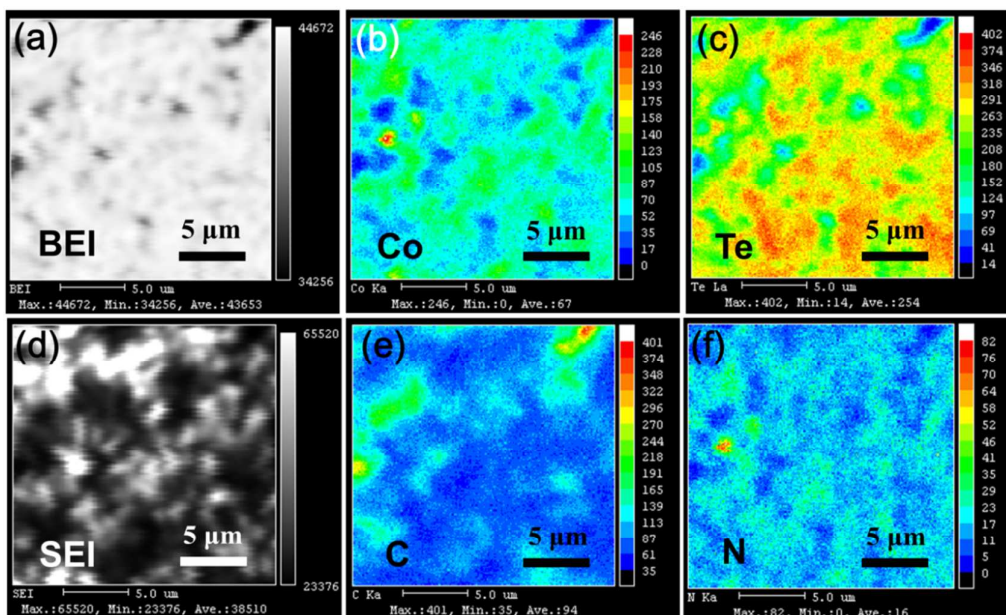 (a)
44672
BEI
5 μm
34256
BEI 5.0 um
Max.:44672, Min.:34256, Ave.:43653
(b)
246
228
210
193
175
158
140
123
105
87
70
52
35
17
0
Co
5 μm
Co Ka 5.0 um
Max.:246, Min.:0, Ave.:67
(c)
402
374
346
318
291
263
235
208
180
152
124
97
69
41
14
Te
5 μm
Te La 5.0 um
Max.:402, Min.:14, Ave.:254
(d)
65520
SEI
5 μm
23376
SEI 5.0 um
Max.:65520, Min.:23376, Ave.:38510
(e)
401
374
348
322
296
270
244
218
191
165
139
113
87
61
35
C
5 μm
C Ka 5.0 um
Max.:401, Min.:35, Ave.:94
(f)
82
76
70
64
58
52
46
41
35
29
23
17
11
5
0
N
5 μm
N Ka 5.0 um
Max.:82, Min.:0, Ave.:16